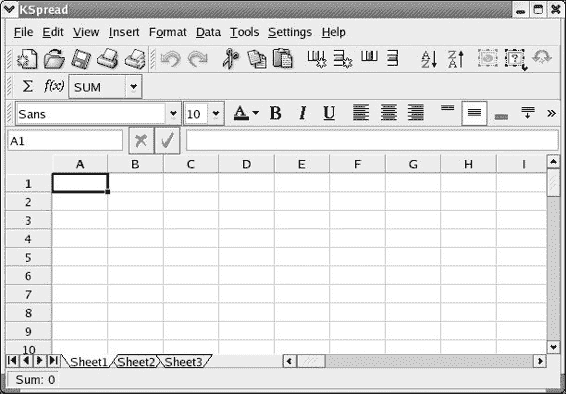 KSpread
File Edit View Insert Format Data Tools Settings Help
Σ f(x) SUM
Sans 10 A B I U »
A1
A B C D E F G H I
1
2
3
4
5
6
7
8
9
10
Sheet1 Sheet2 Sheet3
Sum: 0